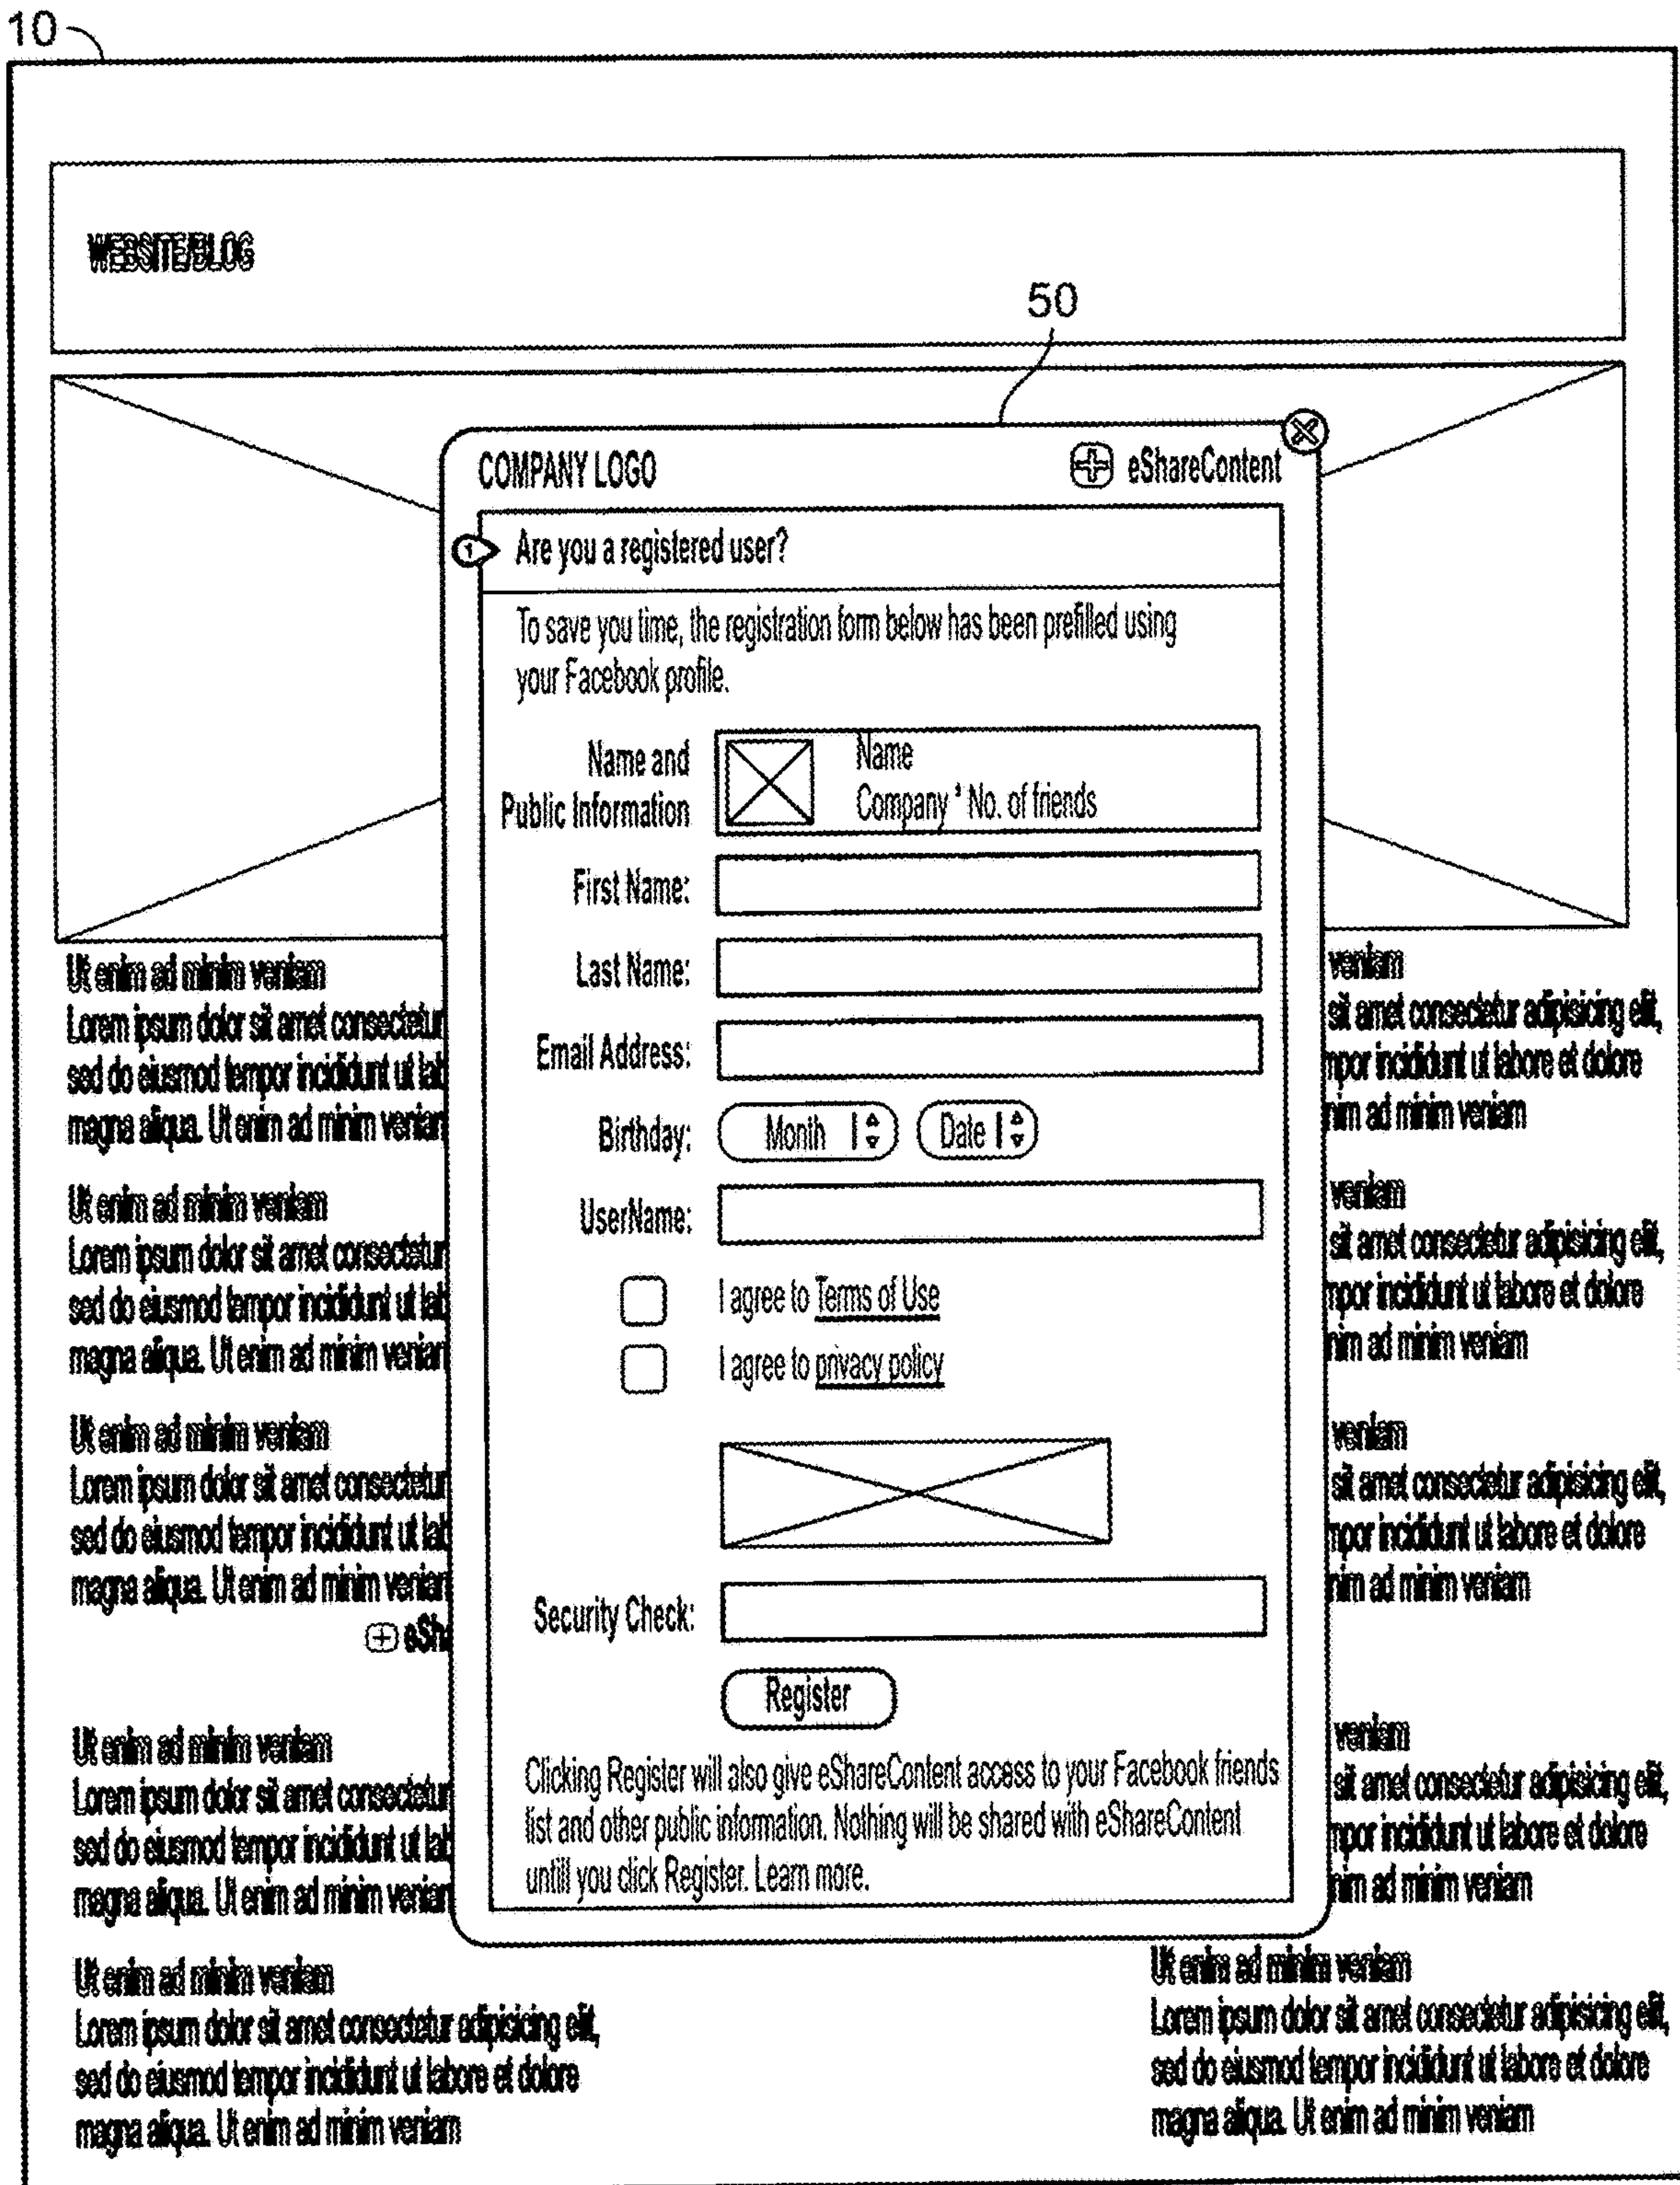 10
WEBSITE/BLOG
50
COMPANY LOGO
eShareContent
1
Are you a registered user?
To save you time, the registration form below has been prefilled using
your Facebook profile.
Name and
Public Information
Name
Company * No. of friends
First Name:
Last Name:
Email Address:
Birthday:
Month
Date
UserName:
I agree to Terms of Use
I agree to privacy policy
Security Check:
Register
Clicking Register will also give eShareContent access to your Facebook friends
list and other public information. Nothing will be shared with eShareContent
untill you click Register. Learn more.
Ut enim ad minim veniam
Lorem ipsum dolor sit amet consectetur
sed do eiusmod tempor incididunt ut lab
magna aliqua. Ut enim ad minim veniam
Ut enim ad minim veniam
Lorem ipsum dolor sit amet consectetur
sed do eiusmod tempor incididunt ut lab
magna aliqua. Ut enim ad minim veniam
Ut enim ad minim veniam
Lorem ipsum dolor sit amet consectetur
sed do eiusmod tempor incididunt ut lab
magna aliqua. Ut enim ad minim veniam
eSha
Ut enim ad minim veniam
Lorem ipsum dolor sit amet consectetur
sed do eiusmod tempor incididunt ut lab
magna aliqua. Ut enim ad minim veniam
Ut enim ad minim veniam
Lorem ipsum dolor sit amet consectetur adipisicing elit,
sed do eiusmod tempor incididunt ut labore et dolore
magna aliqua. Ut enim ad minim veniam
veniam
sit amet consectetur adipisicing elit,
mpor incididunt ut labore et dolore
nim ad minim veniam
veniam
sit amet consectetur adipisicing elit,
mpor incididunt ut labore et dolore
nim ad minim veniam
veniam
sit amet consectetur adipisicing elit,
mpor incididunt ut labore et dolore
nim ad minim veniam
veniam
sit amet consectetur adipisicing elit,
mpor incididunt ut labore et dolore
nim ad minim veniam
Ut enim ad minim veniam
Lorem ipsum dolor sit amet consectetur adipisicing elit,
sed do eiusmod tempor incididunt ut labore et dolore
magna aliqua. Ut enim ad minim veniam